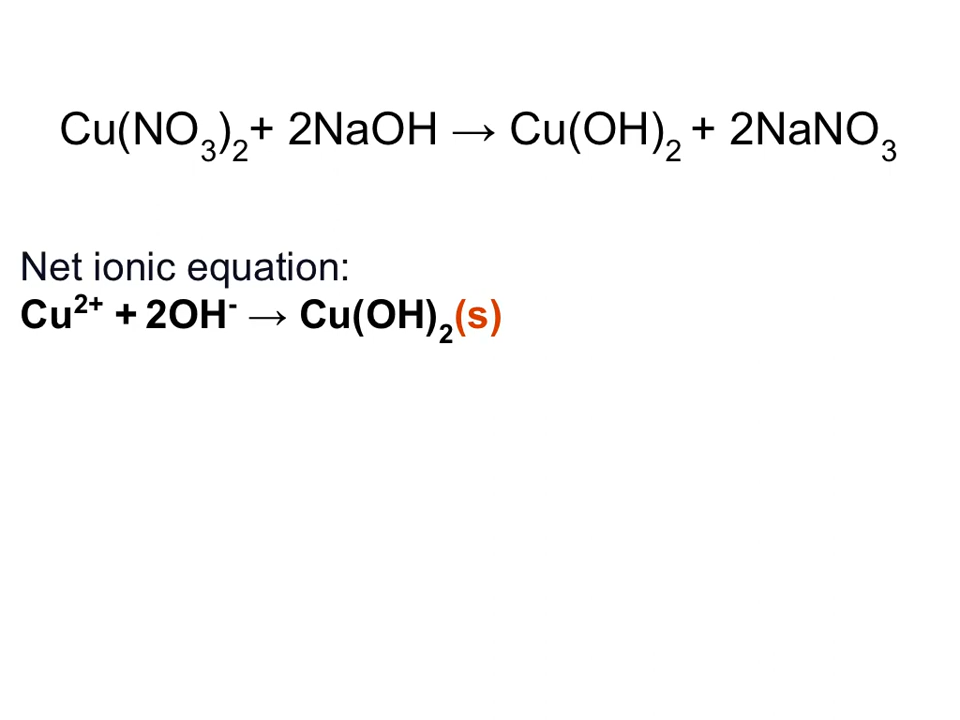 Cu(NO₃)₂+ 2NaOH → Cu(OH)₂ + 2NaNO₃
Net ionic equation:
Cu²⁺ + 2OH⁻ → Cu(OH)₂(s)